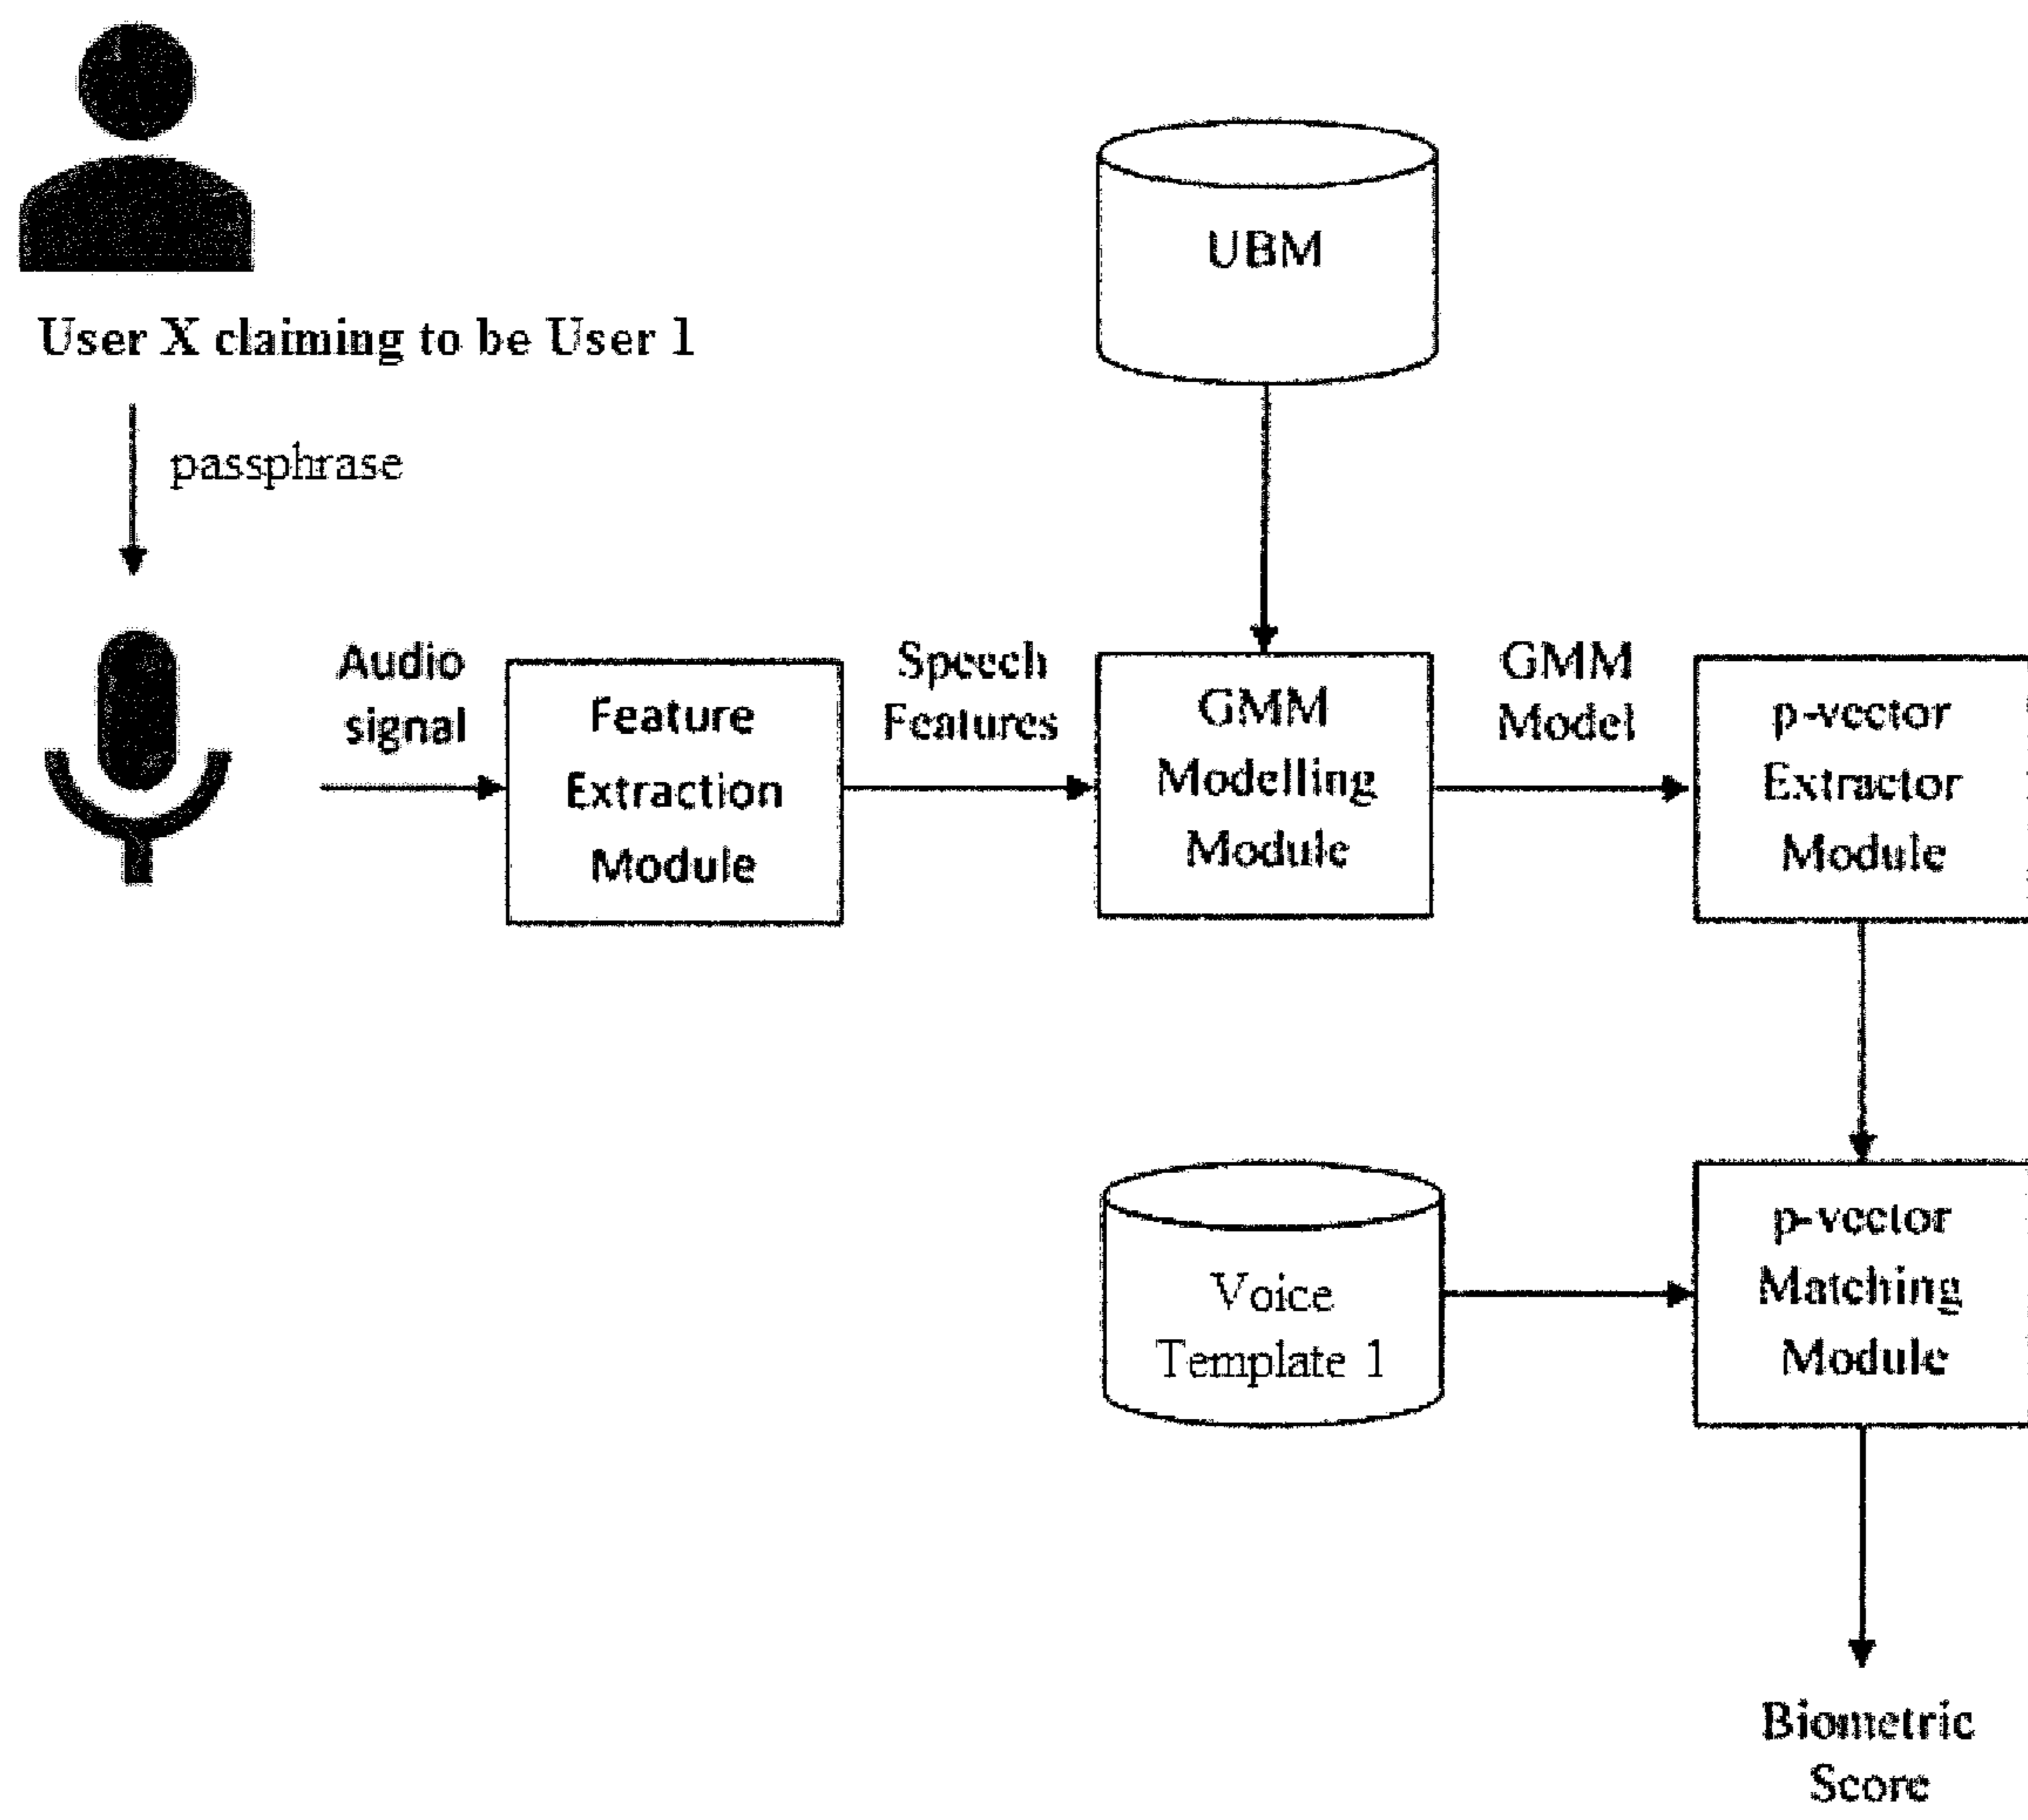 UBM
User X claiming to be User 1
passphrase
Audio
signal
Feature
Extraction
Module
Speech
Features
GMM
Modelling
Module
GMM
Model
p-vector
Extractor
Module
Voice
Template 1
p-vector
Matching
Module
Biometric
Score